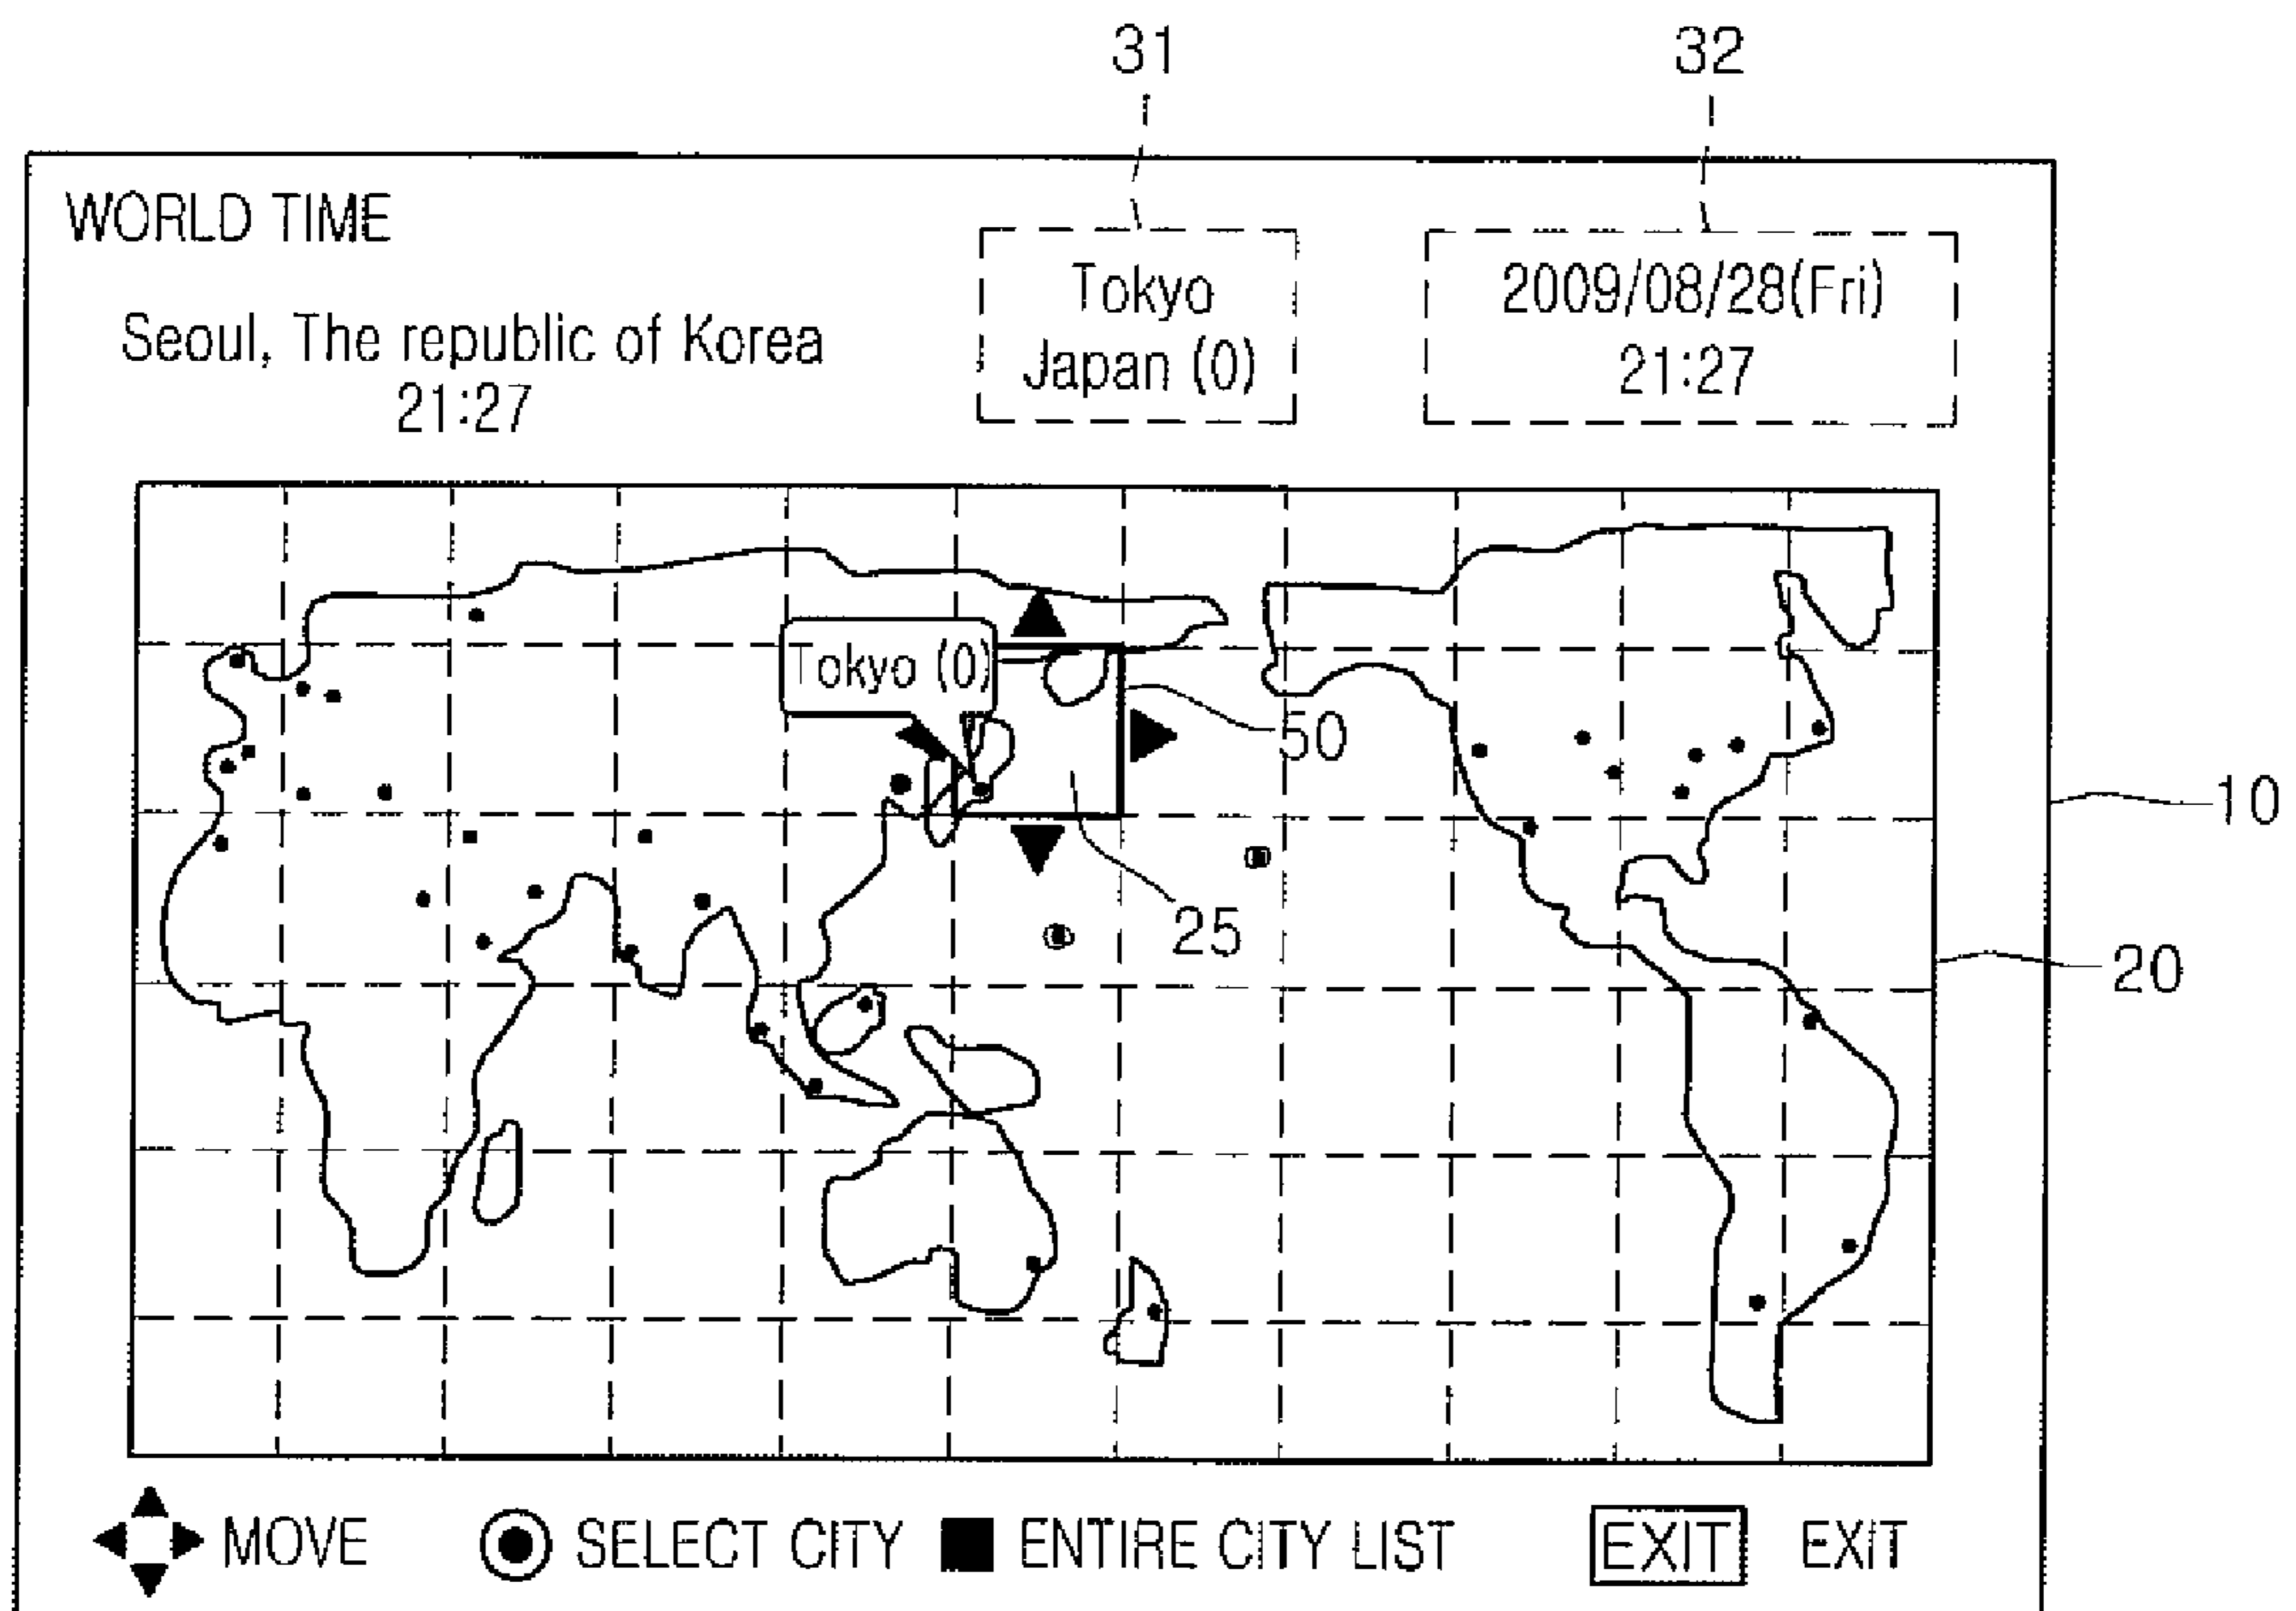 31
32
WORLD TIME
Seoul, The republic of Korea
21:27
Tokyo
Japan (0)
2009/08/28(Fri)
21:27
Tokyo (0)
50
10
25
20
MOVE
SELECT CITY
ENTIRE CITY LIST
EXIT
EXIT